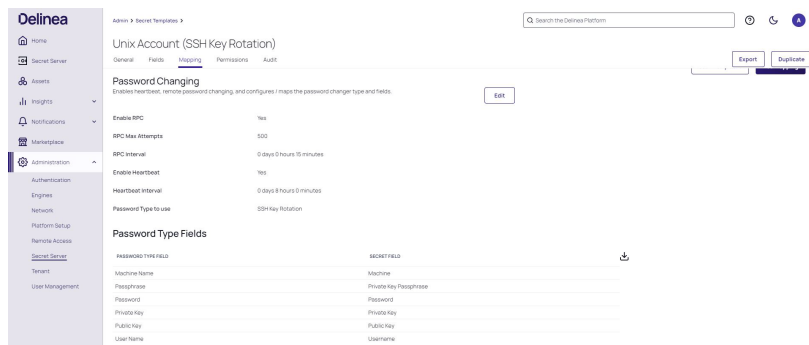 Delinea
Home
Secret Server
Assets
Insights
Notifications
Marketplace
Administration
Authentication
Engines
Network
Platform Setup
Remote Access
Secret Server
Tenant
User Management
Admin > Secret Templates >
Search the Delinea Platform
A
Unix Account (SSH Key Rotation)
General Fields Mapping Permissions Audit
Export Duplicate
Password Changing
Enables heartbeat, remote password changing, and configures / maps the password changer type and fields.
Edit
Enable RPC Yes
RPC Max Attempts 500
RPC Interval 0 days 0 hours 15 minutes
Enable Heartbeat Yes
Heartbeat Interval 0 days 8 hours 0 minutes
Password Type to use SSH Key Rotation
Password Type Fields
PASSWORD TYPE FIELD SECRET FIELD
Machine Name Machine
Passphrase Private Key Passphrase
Password Password
Private Key Private Key
Public Key Public Key
User Name Username